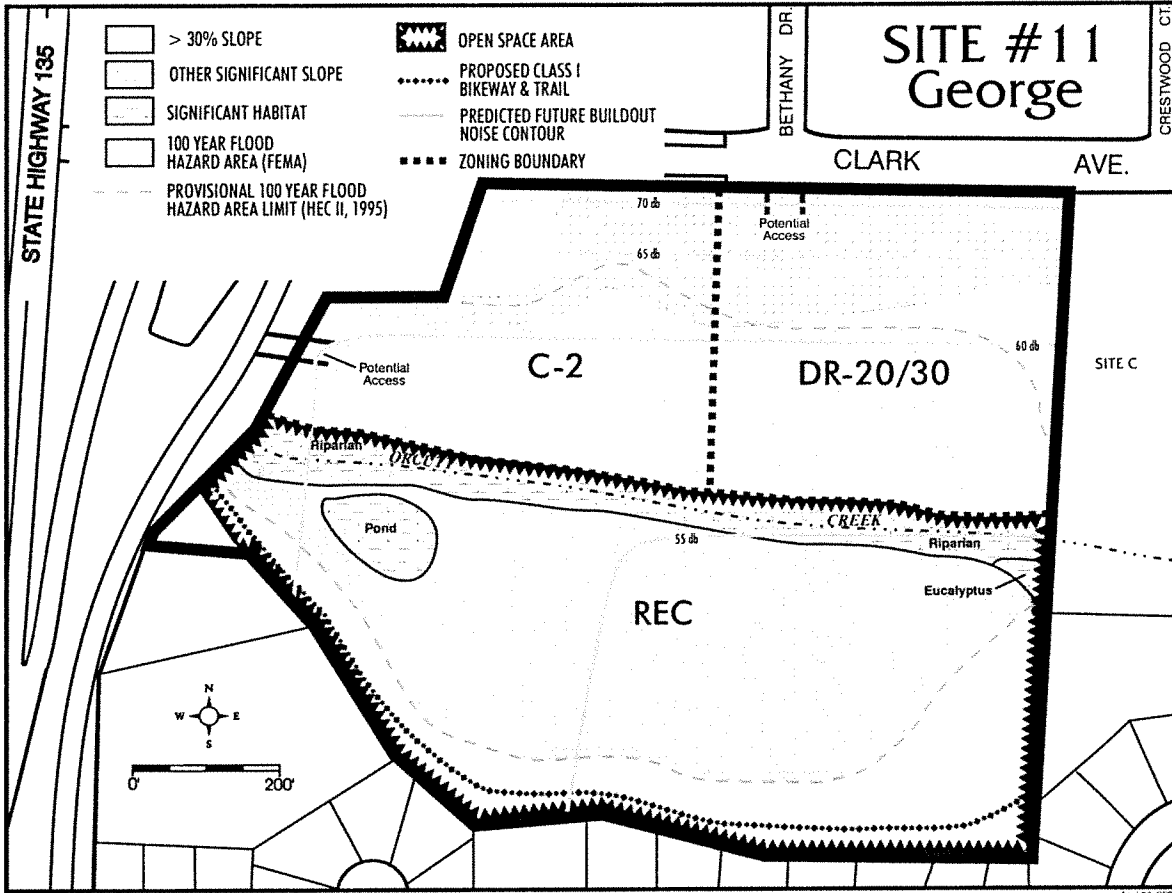 STATE HIGHWAY 135
> 30% SLOPE
OTHER SIGNIFICANT SLOPE
SIGNIFICANT HABITAT
100 YEAR FLOOD
HAZARD AREA (FEMA)
PROVISIONAL 100 YEAR FLOOD
HAZARD AREA LIMIT (HEC II, 1995)
OPEN SPACE AREA
PROPOSED CLASS I
BIKEWAY & TRAIL
PREDICTED FUTURE BUILDOUT
NOISE CONTOUR
ZONING BOUNDARY
BETHANY DR.
SITE #11
George
CRESTWOOD CT.
CLARK AVE.
70 db
Potential
Access
65 db
60 db
SITE C
C-2
DR-20/30
Potential
Access
Riparian
ORCUTT
CREEK
Riparian
Pond
55 db
Eucalyptus
REC
N
W E
S
0' 200'